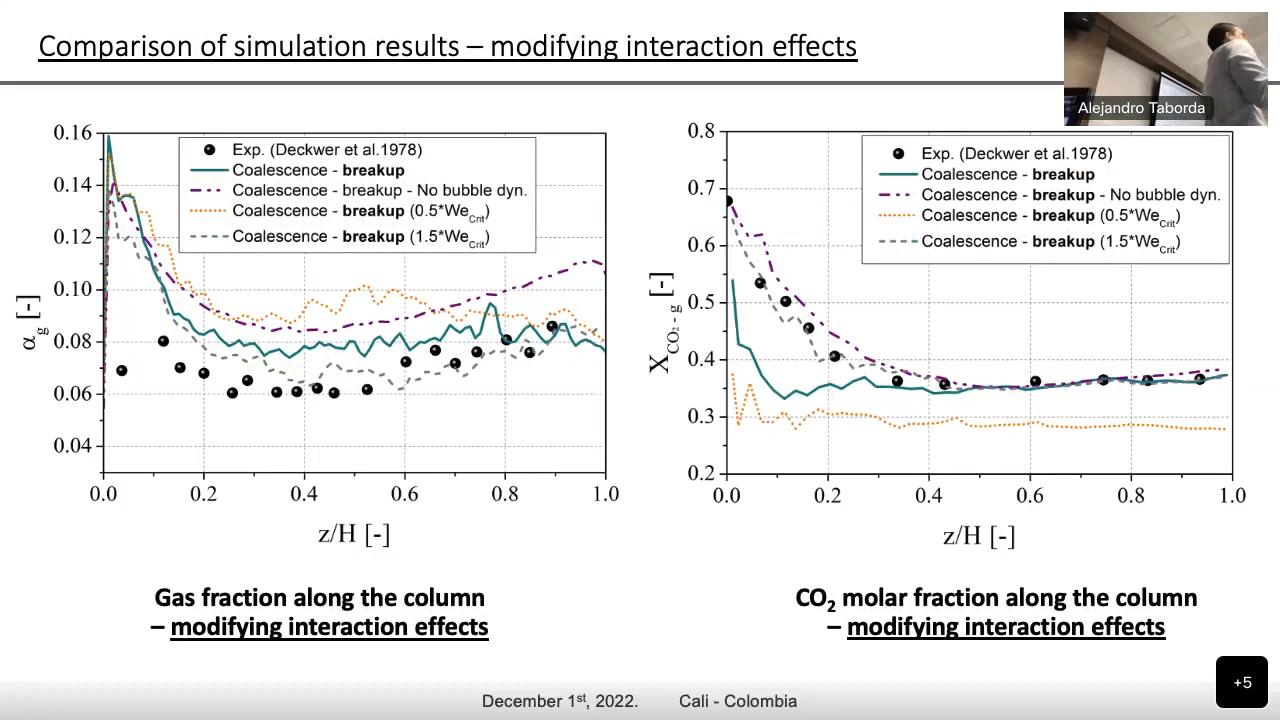 Comparison of simulation results – modifying interaction effects
Alejandro Taborda
0.16
0.14
0.12
0.10
0.08
0.06
0.04
α_g [-]
Exp. (Deckwer et al.1978)
Coalescence - breakup
Coalescence - breakup - No bubble dyn.
Coalescence - breakup (0.5*We_Crit)
Coalescence - breakup (1.5*We_Crit)
0.0 0.2 0.4 0.6 0.8 1.0
z/H [-]
0.8
0.7
0.6
0.5
0.4
0.3
0.2
X_CO₂ - g [-]
Exp. (Deckwer et al.1978)
Coalescence - breakup
Coalescence - breakup - No bubble dyn.
Coalescence - breakup (0.5*We_Crit)
Coalescence - breakup (1.5*We_Crit)
0.0 0.2 0.4 0.6 0.8 1.0
z/H [-]
Gas fraction along the column
– modifying interaction effects
CO₂ molar fraction along the column
– modifying interaction effects
December 1st, 2022. Cali - Colombia
+5